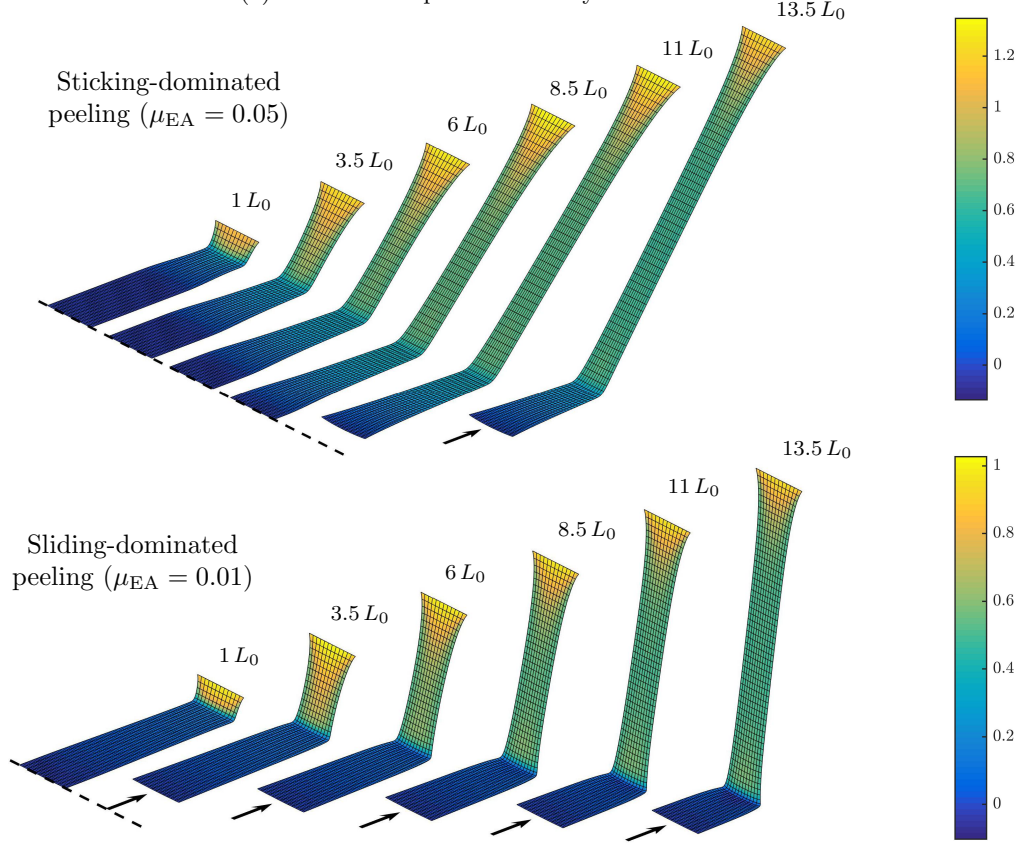 13.5 L₀
11 L₀
Sticking-dominated
peeling (μEA = 0.05)
8.5 L₀
6 L₀
3.5 L₀
1 L₀
1.2
1
0.8
0.6
0.4
0.2
0
13.5 L₀
11 L₀
8.5 L₀
Sliding-dominated
peeling (μEA = 0.01)
6 L₀
3.5 L₀
1 L₀
1
0.8
0.6
0.4
0.2
0